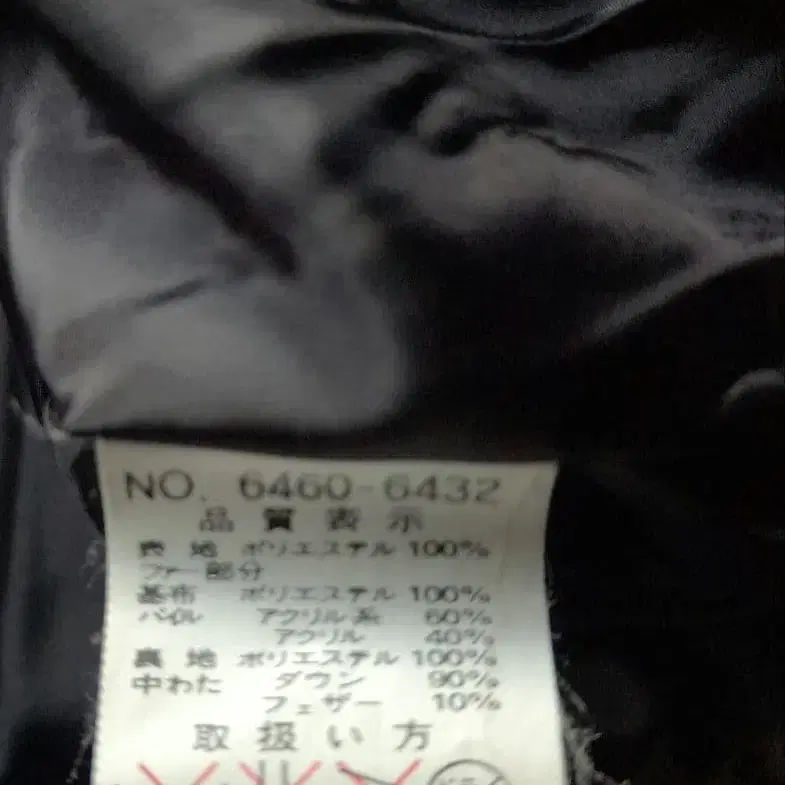 NO. 6460-6432
品質表示
表地 ポリエステル 100%
ファー部分
基布 ポリエステル 100%
パイル アクリル系 60%
アクリル 40%
裏地 ポリエステル 100%
中わた ダウン 90%
フェザー 10%
取扱い方
ドライ